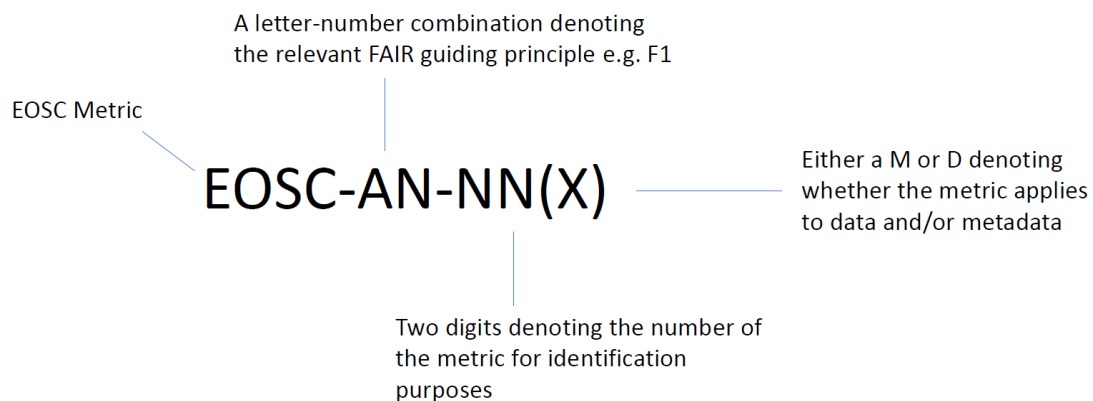 A letter-number combination denoting
the relevant FAIR guiding principle e.g. F1
EOSC Metric
EOSC-AN-NN(X)
Either a M or D denoting
whether the metric applies
to data and/or metadata
Two digits denoting the number of
the metric for identification
purposes